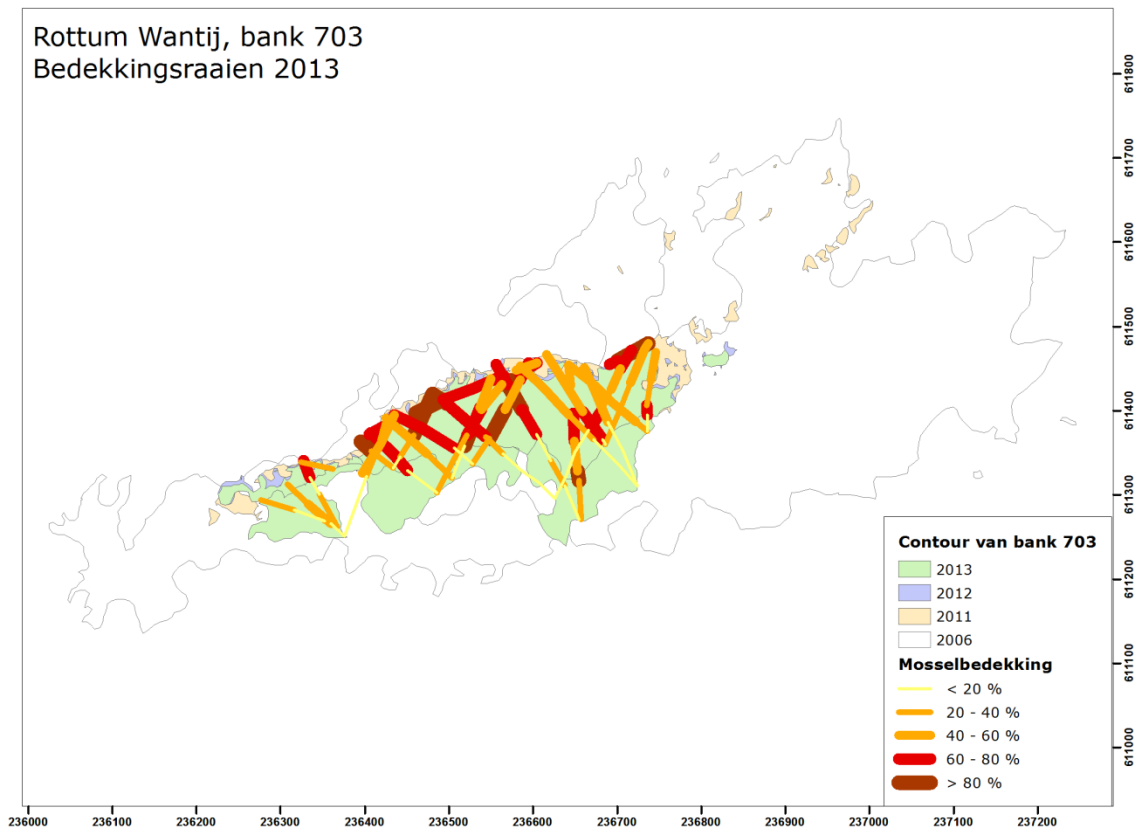 Rottum Wantij, bank 703
Bedekkingsraaien 2013
611800
611700
611600
611500
611400
611300
611200
611100
611000
Contour van bank 703
2013
2012
2011
2006
Mosselbedekking
< 20 %
20 - 40 %
40 - 60 %
60 - 80 %
> 80 %
236000 236100 236200 236300 236400 236500 236600 236700 236800 236900 237000 237100 237200